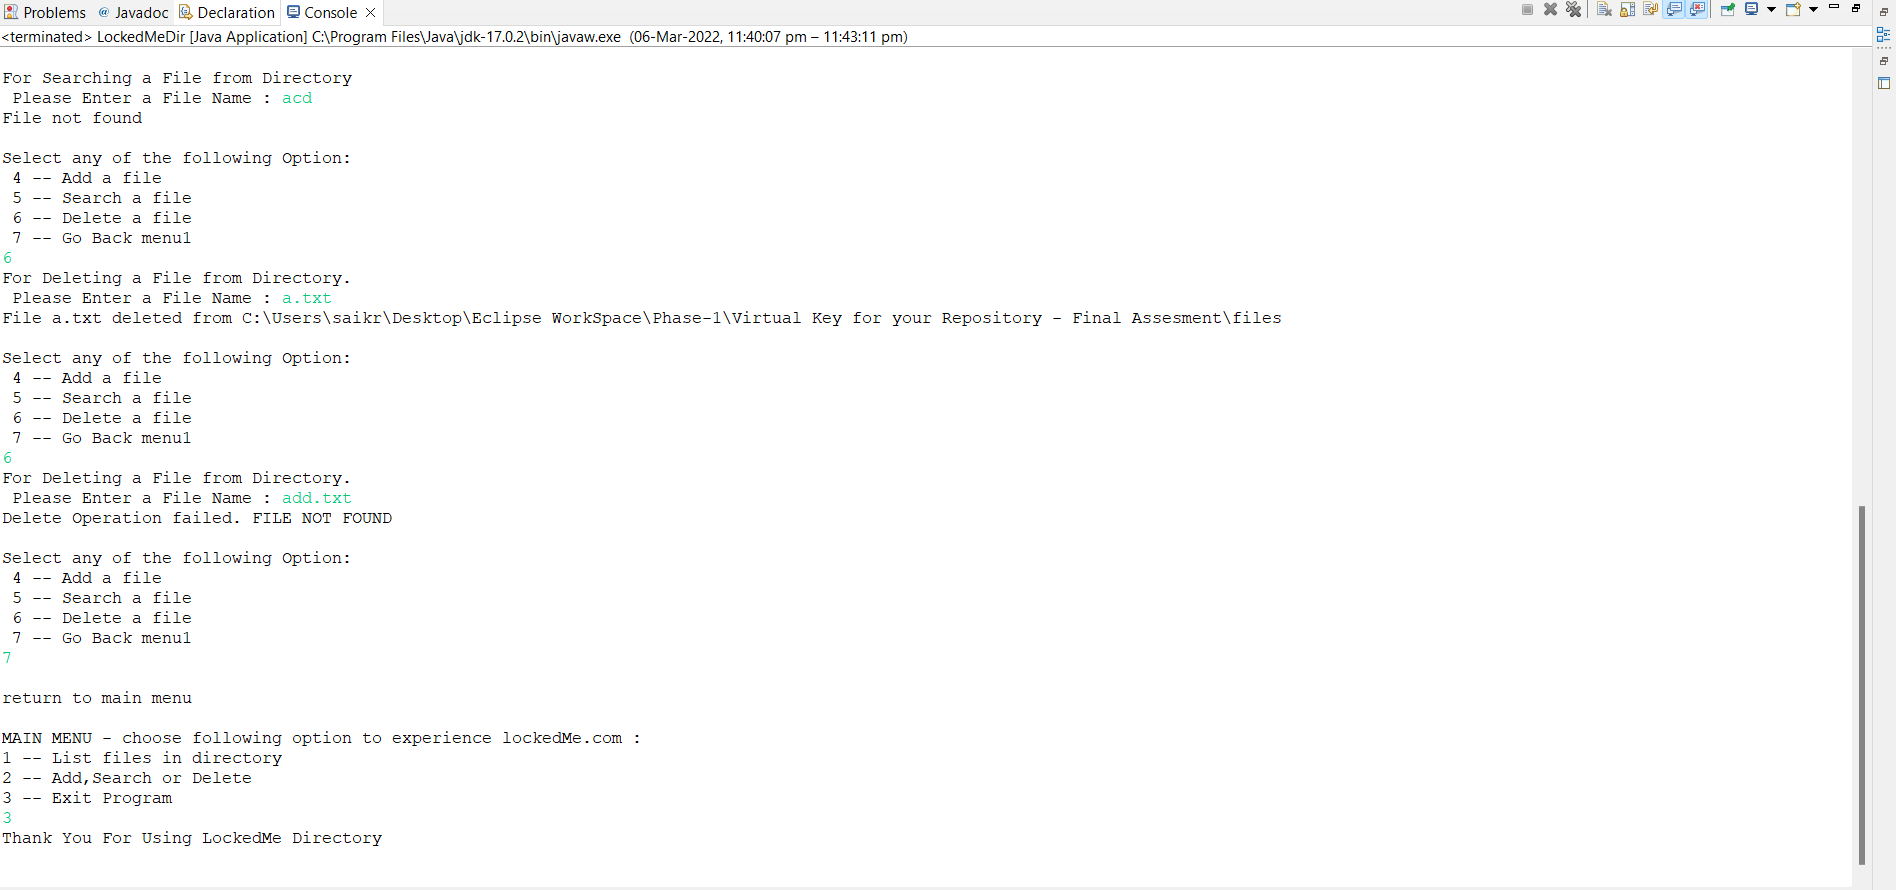 Problems @ Javadoc Declaration Console
<terminated> LockedMeDir [Java Application] C:\Program Files\Java\jdk-17.0.2\bin\javaw.exe (06-Mar-2022, 11:40:07 pm – 11:43:11 pm)
For Searching a File from Directory
Please Enter a File Name : acd
File not found
Select any of the following Option:
4 -- Add a file
5 -- Search a file
6 -- Delete a file
7 -- Go Back menu1
6
For Deleting a File from Directory.
Please Enter a File Name : a.txt
File a.txt deleted from C:\Users\saikr\Desktop\Eclipse WorkSpace\Phase-1\Virtual Key for your Repository - Final Assesment\files
Select any of the following Option:
4 -- Add a file
5 -- Search a file
6 -- Delete a file
7 -- Go Back menu1
6
For Deleting a File from Directory.
Please Enter a File Name : add.txt
Delete Operation failed. FILE NOT FOUND
Select any of the following Option:
4 -- Add a file
5 -- Search a file
6 -- Delete a file
7 -- Go Back menu1
7
return to main menu
MAIN MENU - choose following option to experience lockedMe.com :
1 -- List files in directory
2 -- Add,Search or Delete
3 -- Exit Program
3
Thank You For Using LockedMe Directory